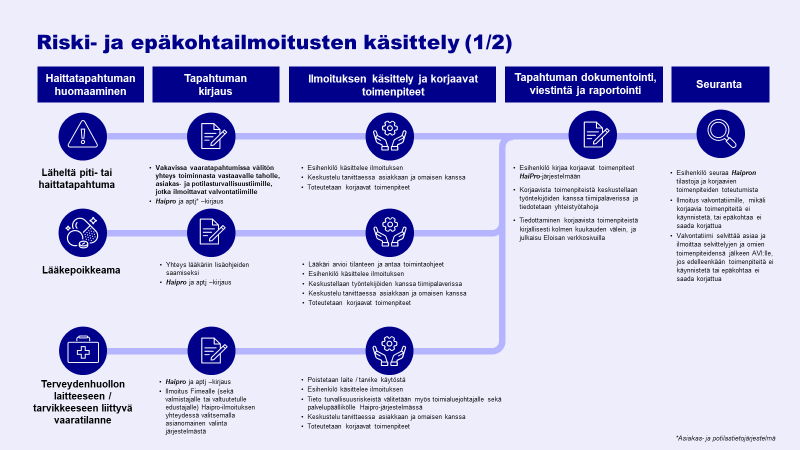 Riski- ja epäkohtailmoitusten käsittely (1/2)
Haittatapahtuman
huomaaminen
Tapahtuman
kirjaus
Ilmoituksen käsittely ja korjaavat
toimenpiteet
Tapahtuman dokumentointi,
viestintä ja raportointi
Seuranta
Läheltä piti- tai
haittatapahtuma
• Vakavissa vaaratapahtumissa välitön
yhteys toiminnasta vastaavalle taholle,
asiakas- ja potilasturvallisuustiimille,
jotka ilmoittavat valvontatiimille
• Haipro ja aptj* –kirjaus
• Esihenkilö käsittelee ilmoituksen
• Keskustelu tarvittaessa asiakkaan ja omaisen kanssa
• Toteutetaan korjaavat toimenpiteet
• Esihenkilö kirjaa korjaavat toimenpiteet
HaiPro-järjestelmään
• Korjaavista toimenpiteistä keskustellaan
työntekijöiden kanssa tiimipalaverissa ja
tiedotetaan yhteistyötahoja
• Tiedottaminen korjaavista toimenpiteistä
kirjallisesti kolmen kuukauden välein, ja
julkaisu Eloisan verkkosivuilla
• Esihenkilö seuraa Haipron
tilastoja ja korjaavien
toimenpiteiden toteutumista
• Ilmoitus valvontatiimille, mikäli
korjaavia toimenpiteitä ei
käynnistetä, tai epäkohtaa ei
saada korjattua
• Valvontatiimi selvittää asiaa ja
ilmoittaa selvittelyjen ja omien
toimenpiteidensä jälkeen AVI:lle,
jos edelleenkään toimenpiteitä ei
käynnistetä tai epäkohtaa ei
saada korjattua
Lääkepoikkeama
• Yhteys lääkäriin lisäohjeiden
saamiseksi
• Haipro ja aptj –kirjaus
• Lääkäri arvioi tilanteen ja antaa toimintaohjeet
• Esihenkilö käsittelee ilmoituksen
• Keskustellaan työntekijöiden kanssa tiimipalaverissa
• Keskustelu tarvittaessa asiakkaan ja omaisen kanssa
• Toteutetaan korjaavat toimenpiteet
Terveydenhuollon
laitteeseen /
tarvikkeeseen liittyvä
vaaratilanne
• Haipro ja aptj –kirjaus
• Ilmoitus Fimealle (sekä
valmistajalle tai valtuutetulle
edustajalle) Haipro-ilmoituksen
yhteydessä valitsemalla
asianomainen valinta
järjestelmästä
• Poistetaan laite / tarvike käytöstä
• Esihenkilö käsittelee ilmoituksen
• Tieto turvallisuusriskeistä välitetään myös toimialuejohtajalle sekä
palvelupäällikölle Haipro-järjestelmässä
• Keskustelu tarvittaessa asiakkaan ja omaisen kanssa
• Toteutetaan korjaavat toimenpiteet
*Asiakas- ja potilastietojärjestelmä